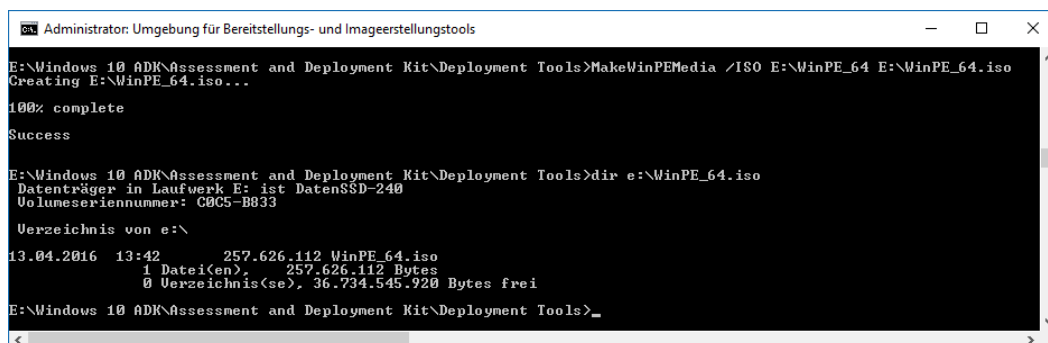 Administrator: Umgebung für Bereitstellungs- und Imageerstellungstools
E:\Windows 10 ADK\Assessment and Deployment Kit\Deployment Tools>MakeWinPEMedia /ISO E:\WinPE_64 E:\WinPE_64.iso
Creating E:\WinPE_64.iso...
100% complete
Success
E:\Windows 10 ADK\Assessment and Deployment Kit\Deployment Tools>dir e:\WinPE_64.iso
Datenträger in Laufwerk E: ist DatenSSD-240
Volumeseriennummer: C0C5-B833
Verzeichnis von e:\
13.04.2016  13:42       257.626.112 WinPE_64.iso
1 Datei(en),    257.626.112 Bytes
0 Verzeichnis(se), 36.734.545.920 Bytes frei
E:\Windows 10 ADK\Assessment and Deployment Kit\Deployment Tools>_